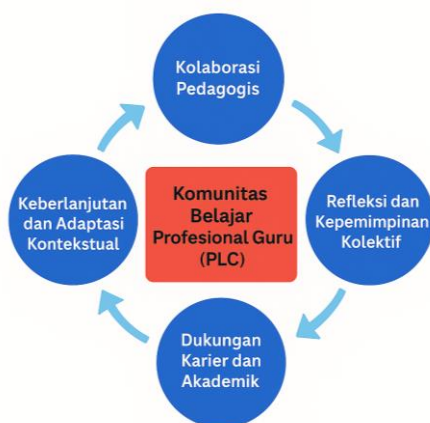 Kolaborasi
Pedagogis
Keberlanjutan
dan Adaptasi
Kontekstual
Komunitas
Belajar
Profesional Guru
(PLC)
Refleksi dan
Kepemimpinan
Kolektif
Dukungan
Karier dan
Akademik